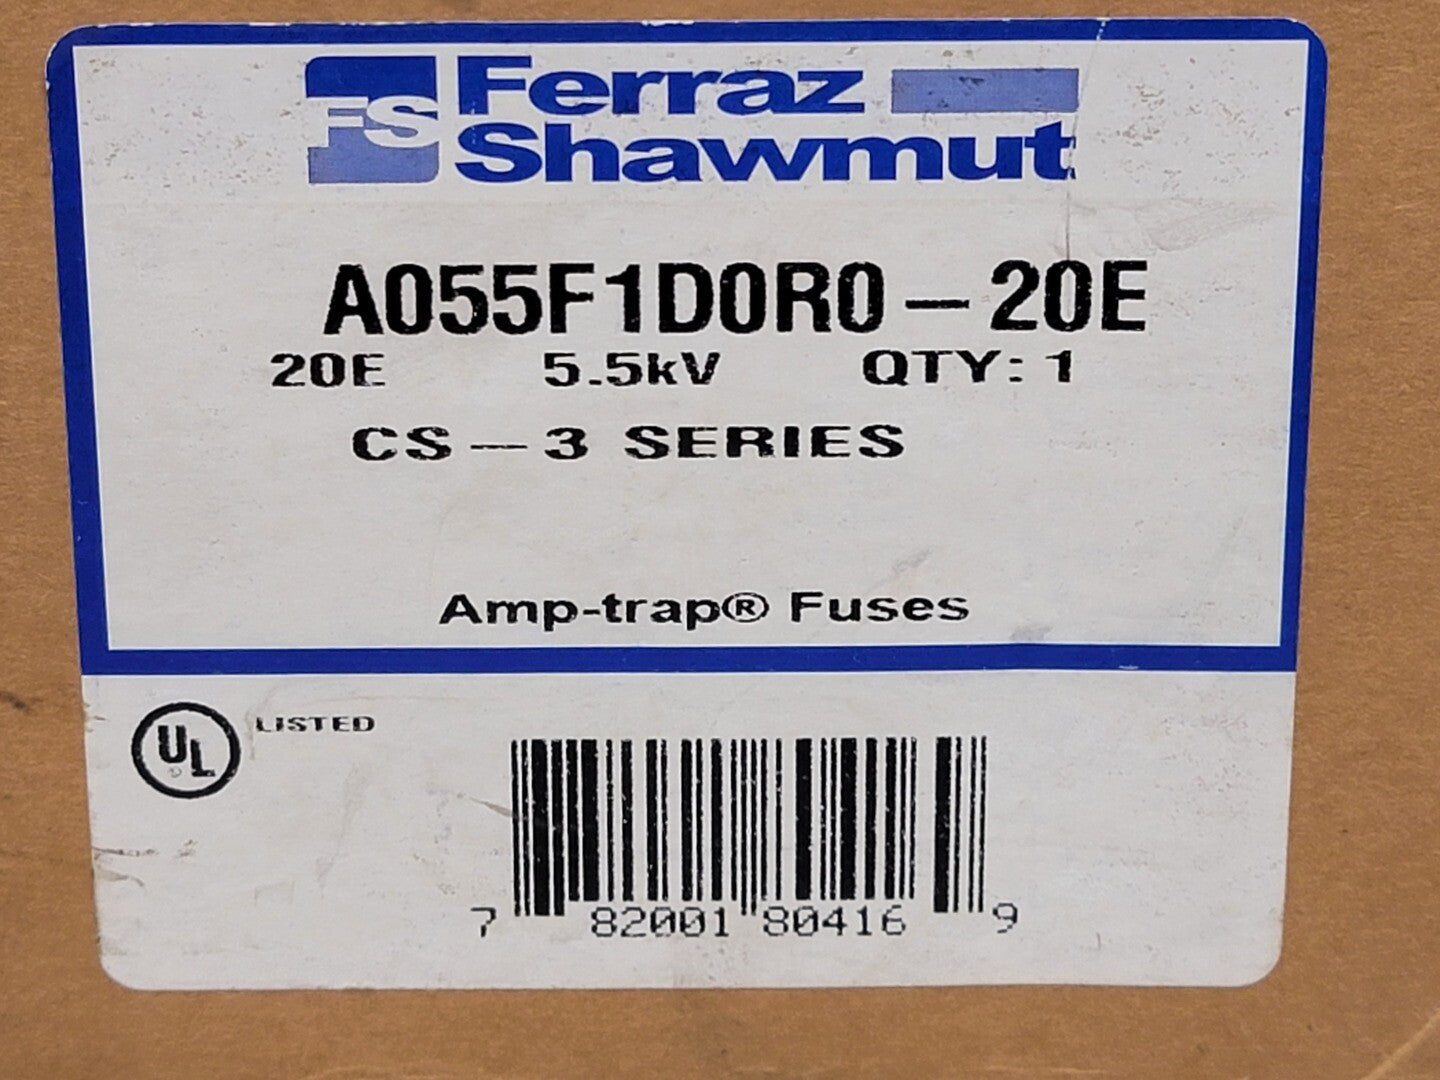 FS Ferraz
Shawmut
A055F1D0R0-20E
20E 5.5kV QTY: 1
CS-3 SERIES
Amp-trap® Fuses
UL LISTED
7 82001 80416 9